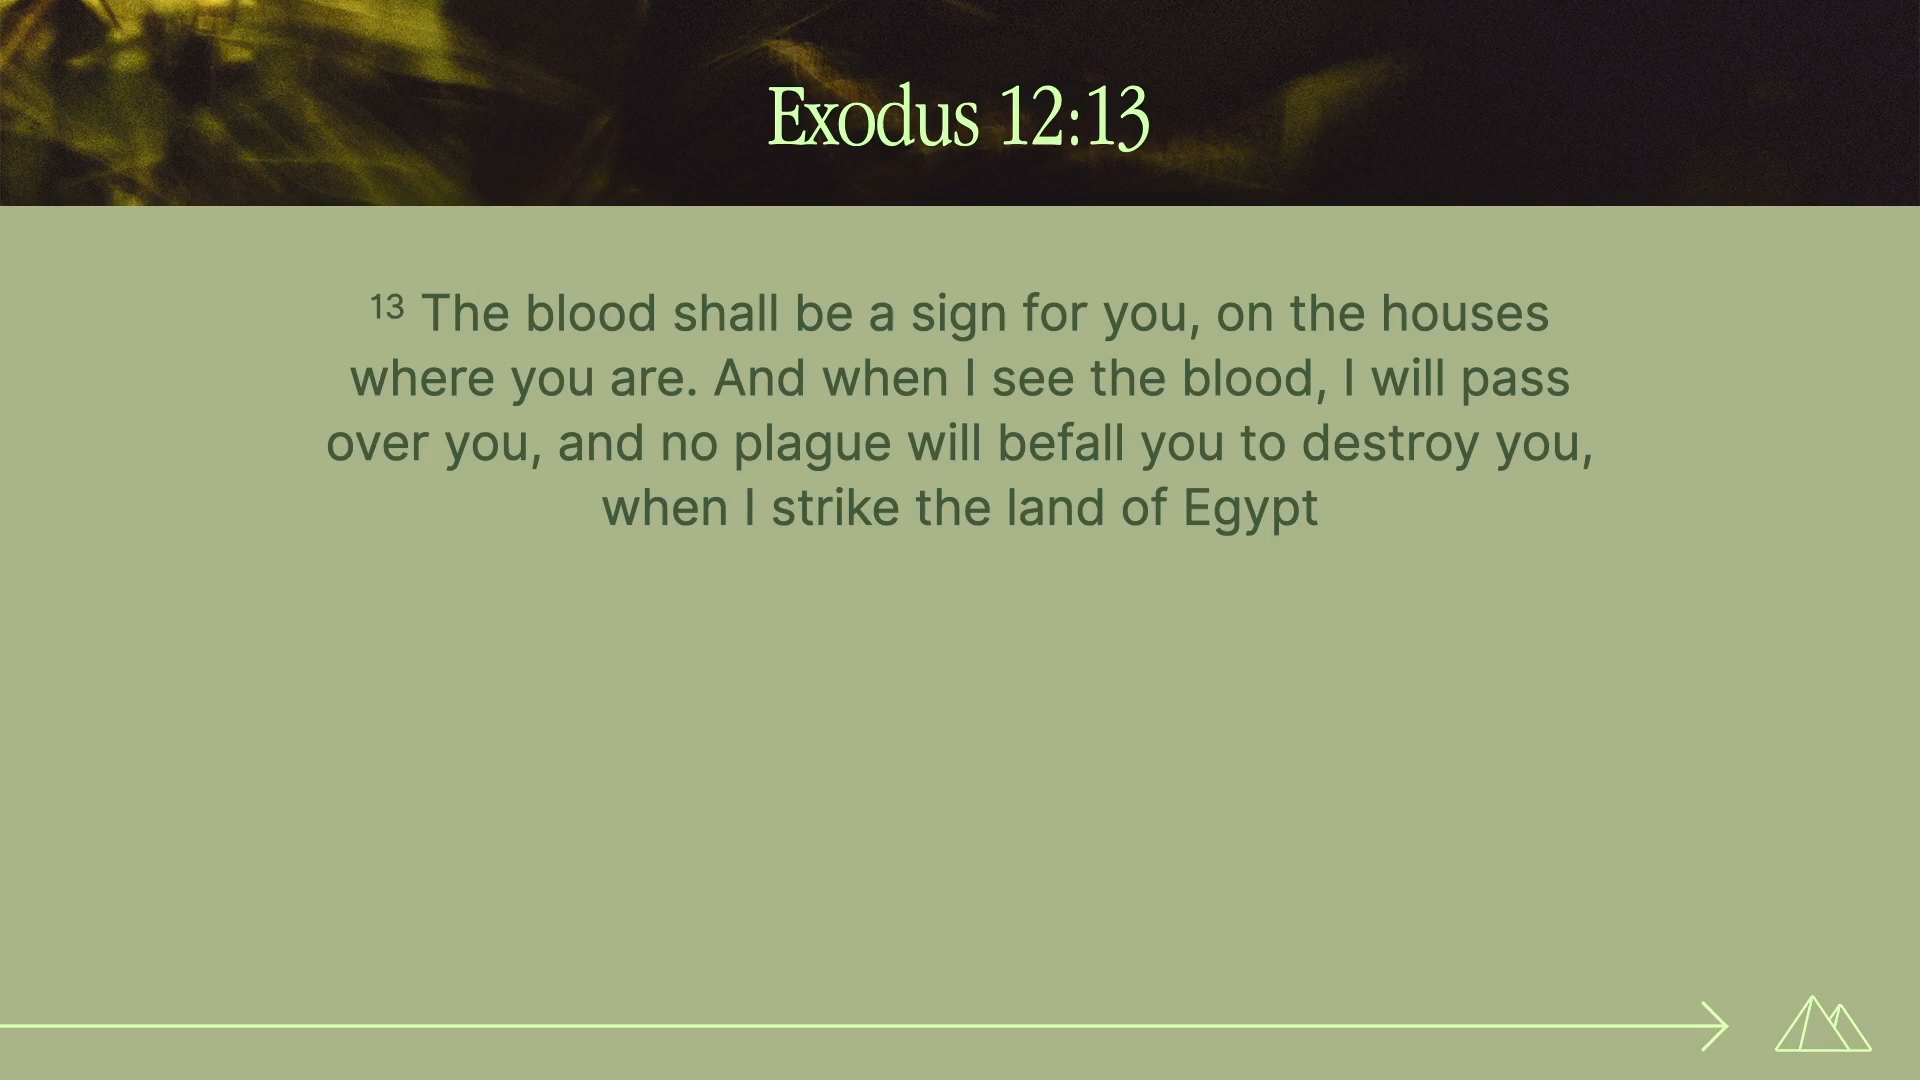 Exodus 12:13
13 The blood shall be a sign for you, on the houses
where you are. And when I see the blood, I will pass
over you, and no plague will befall you to destroy you,
when I strike the land of Egypt